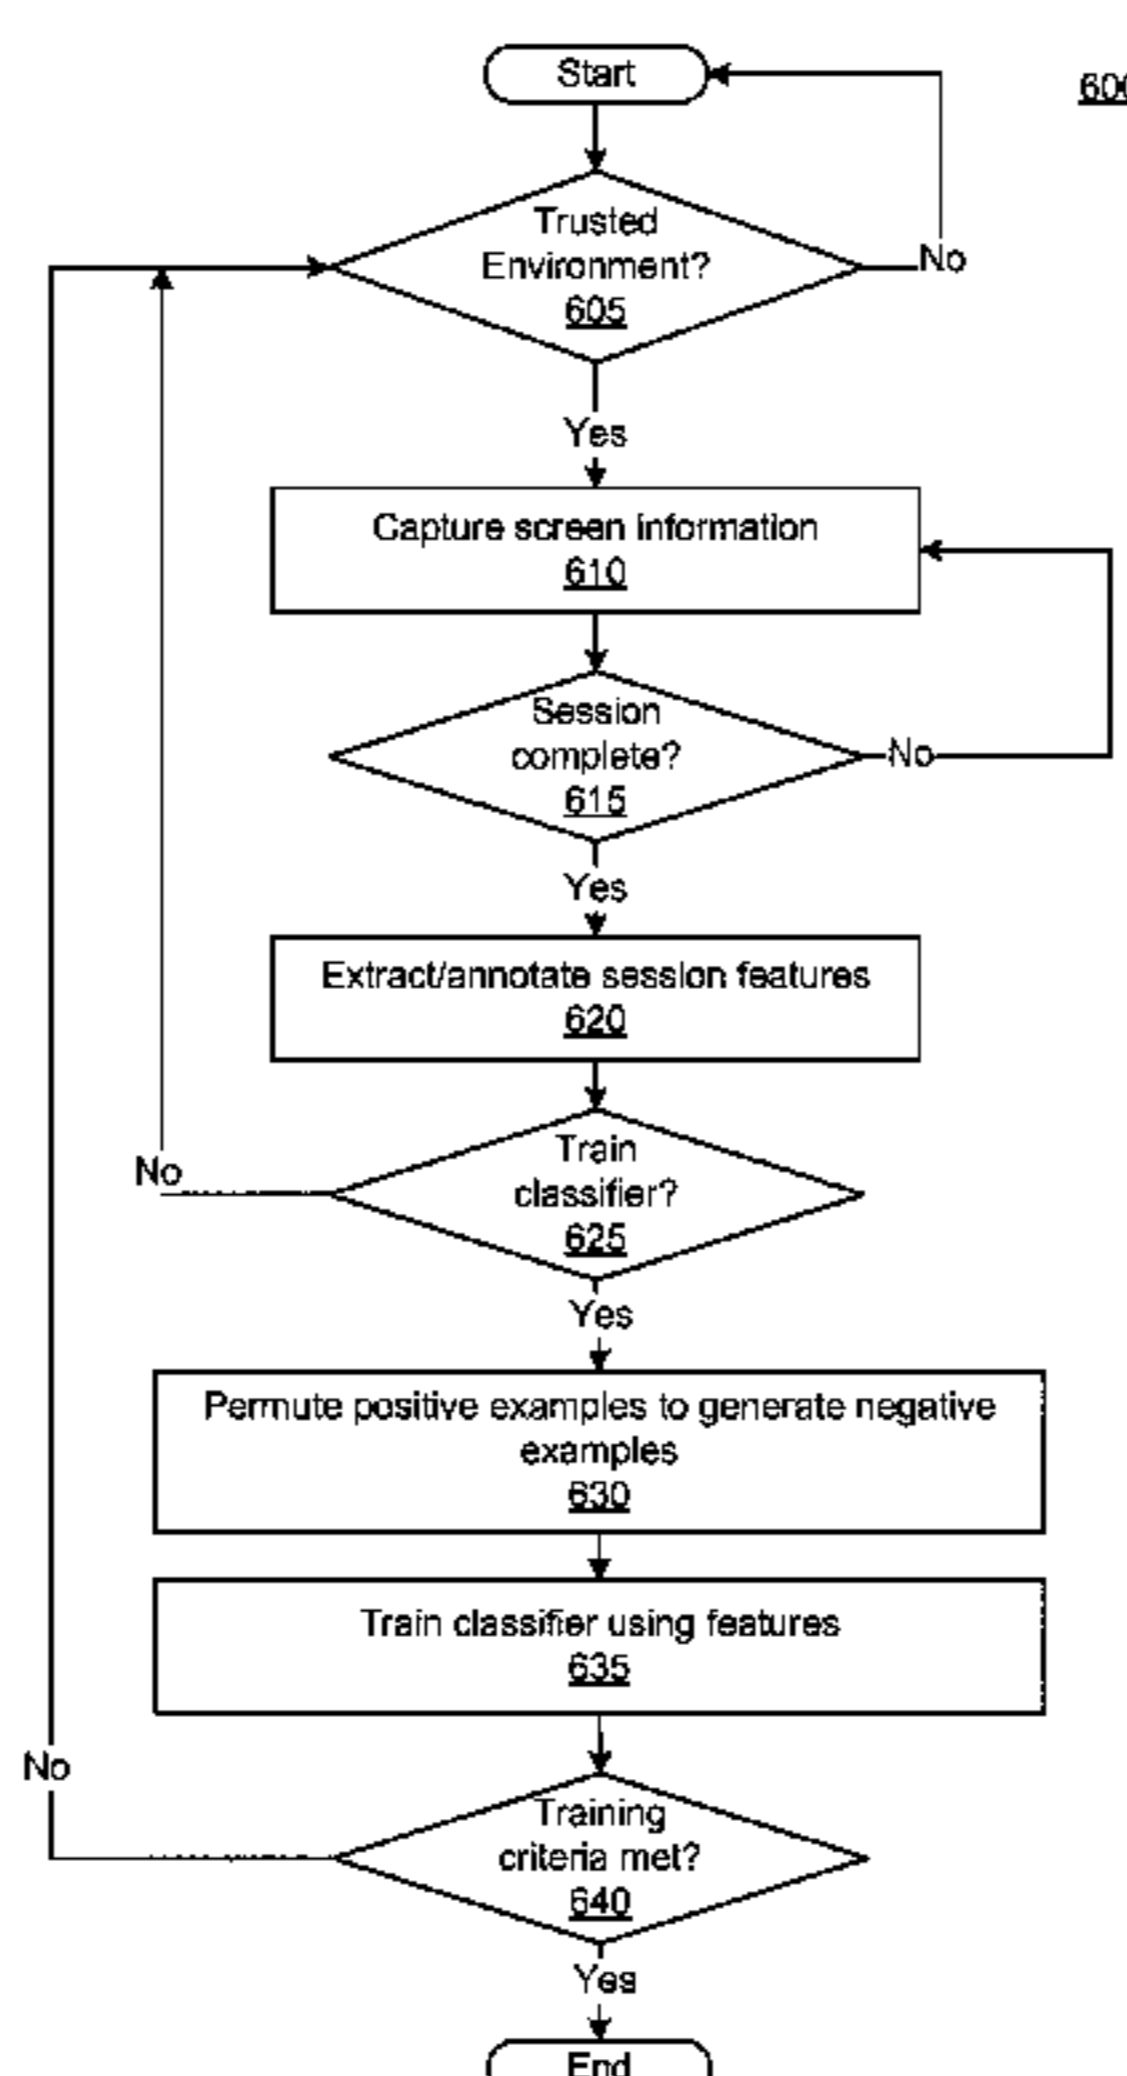 Start
600
Trusted
Environment?
605
No
Yes
Capture screen information
610
Session
complete?
615
No
Yes
Extract/annotate session features
620
Train
classifier?
625
No
Yes
Permute positive examples to generate negative
examples
630
Train classifier using features
635
No
Training
criteria met?
640
Yes
End